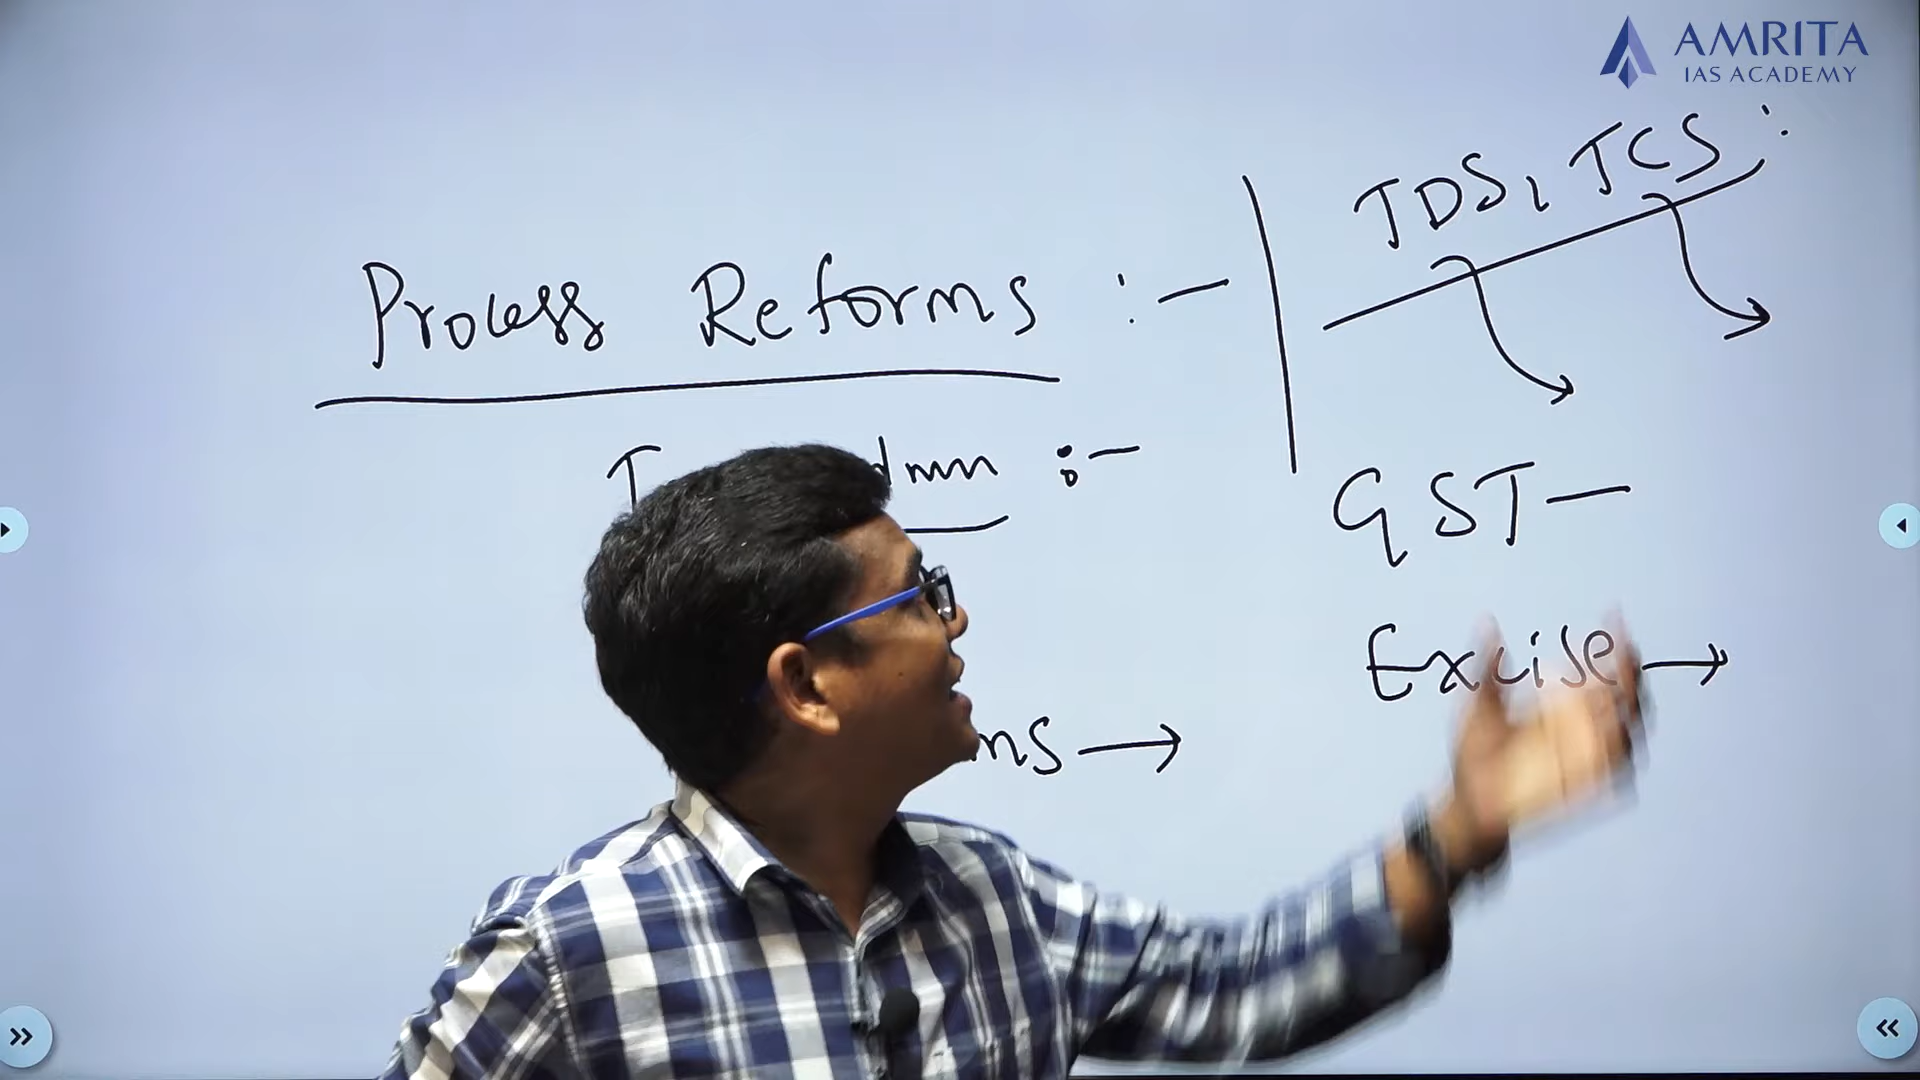 AMRITA
IAS ACADEMY
Process Reforms :-
TDS, TCS :
GST -
Excise →